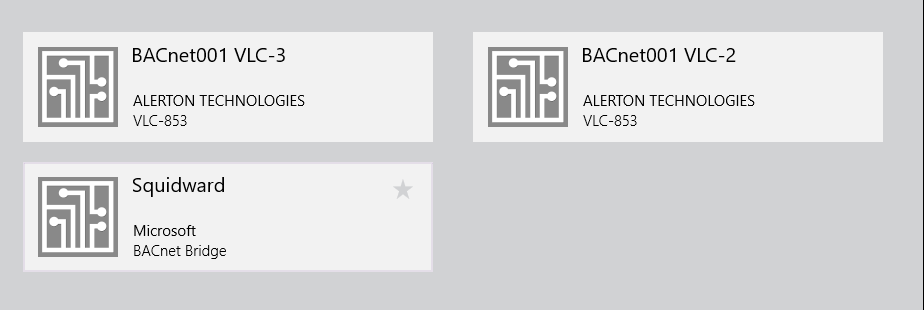 BACnet001 VLC-3
ALERTON TECHNOLOGIES
VLC-853
BACnet001 VLC-2
ALERTON TECHNOLOGIES
VLC-853
Squidward
Microsoft
BACnet Bridge